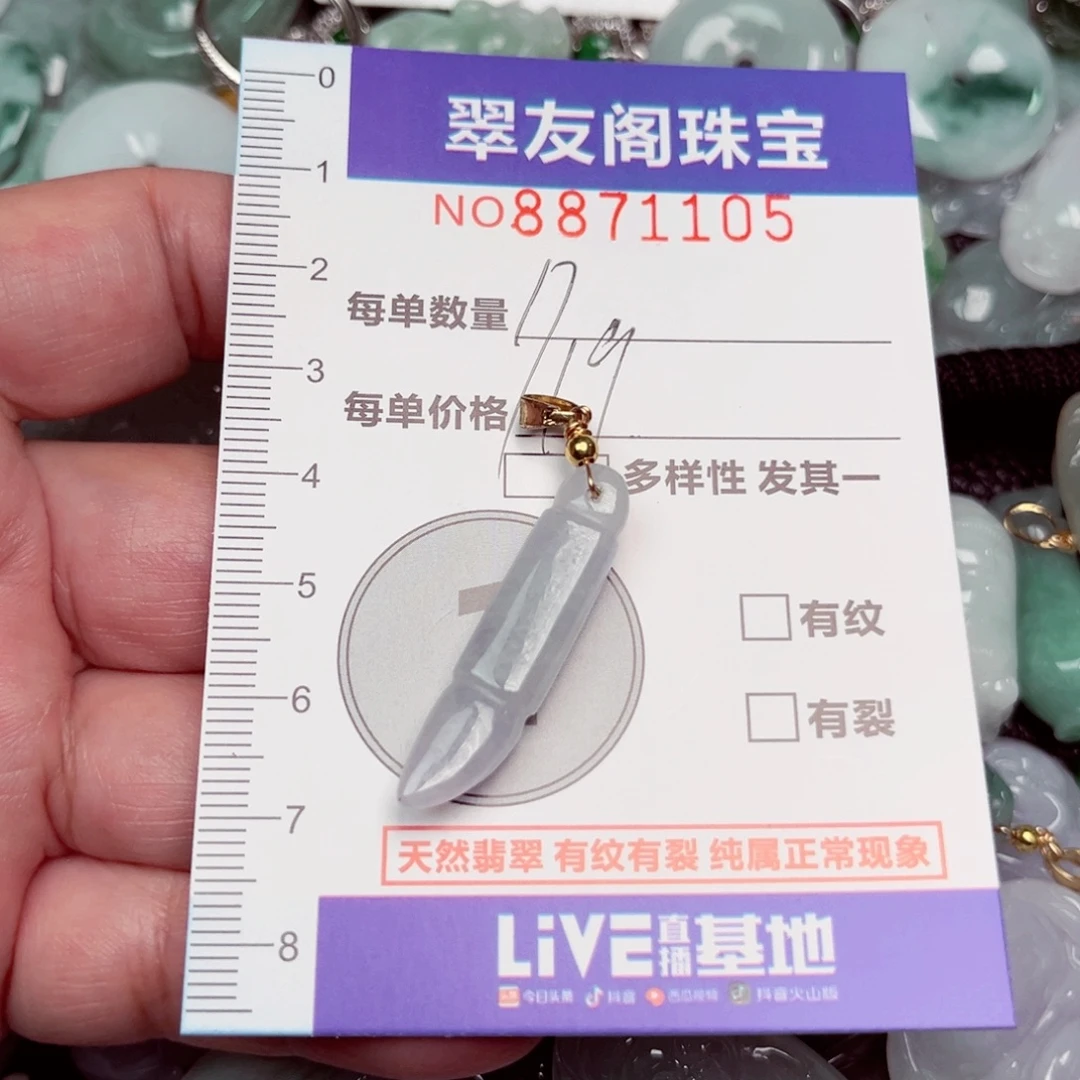 翠友阁珠宝
NO.8871105
每单数量
每单价格
多样性 发其一
有纹
有裂
天然翡翠 有纹有裂 纯属正常现象
LiVE直播基地
今日头条 抖音 西瓜视频 抖音火山版
0
1
2
3
4
5
6
7
8